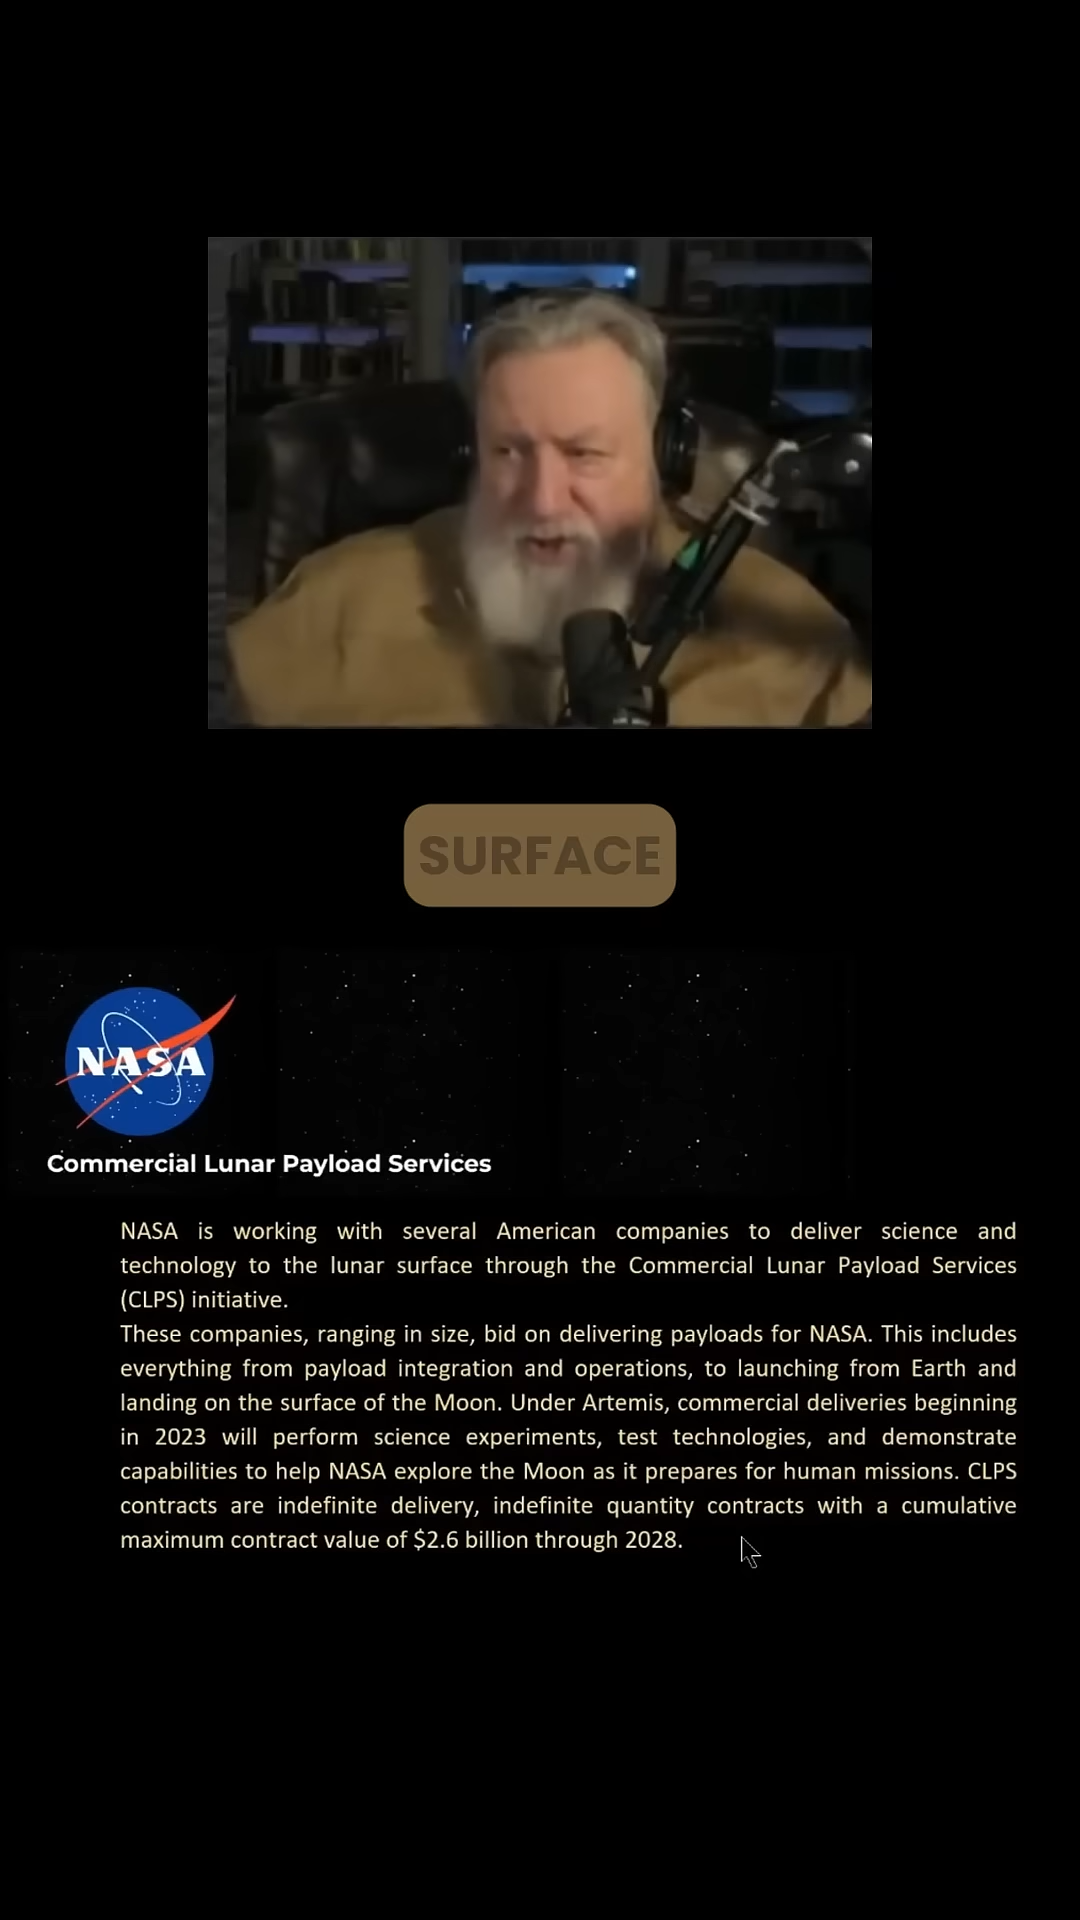 SURFACE
NASA
Commercial Lunar Payload Services
NASA is working with several American companies to deliver science and
technology to the lunar surface through the Commercial Lunar Payload Services
(CLPS) initiative.
These companies, ranging in size, bid on delivering payloads for NASA. This includes
everything from payload integration and operations, to launching from Earth and
landing on the surface of the Moon. Under Artemis, commercial deliveries beginning
in 2023 will perform science experiments, test technologies, and demonstrate
capabilities to help NASA explore the Moon as it prepares for human missions. CLPS
contracts are indefinite delivery, indefinite quantity contracts with a cumulative
maximum contract value of $2.6 billion through 2028.